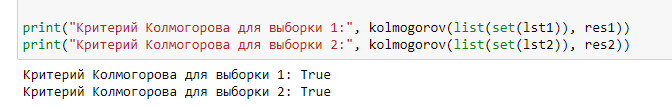 print("Критерий Колмогорова для выборки 1:", kolmogorov(list(set(lst1)), res1))
print("Критерий Колмогорова для выборки 2:", kolmogorov(list(set(lst2)), res2))
Критерий Колмогорова для выборки 1: True
Критерий Колмогорова для выборки 2: True